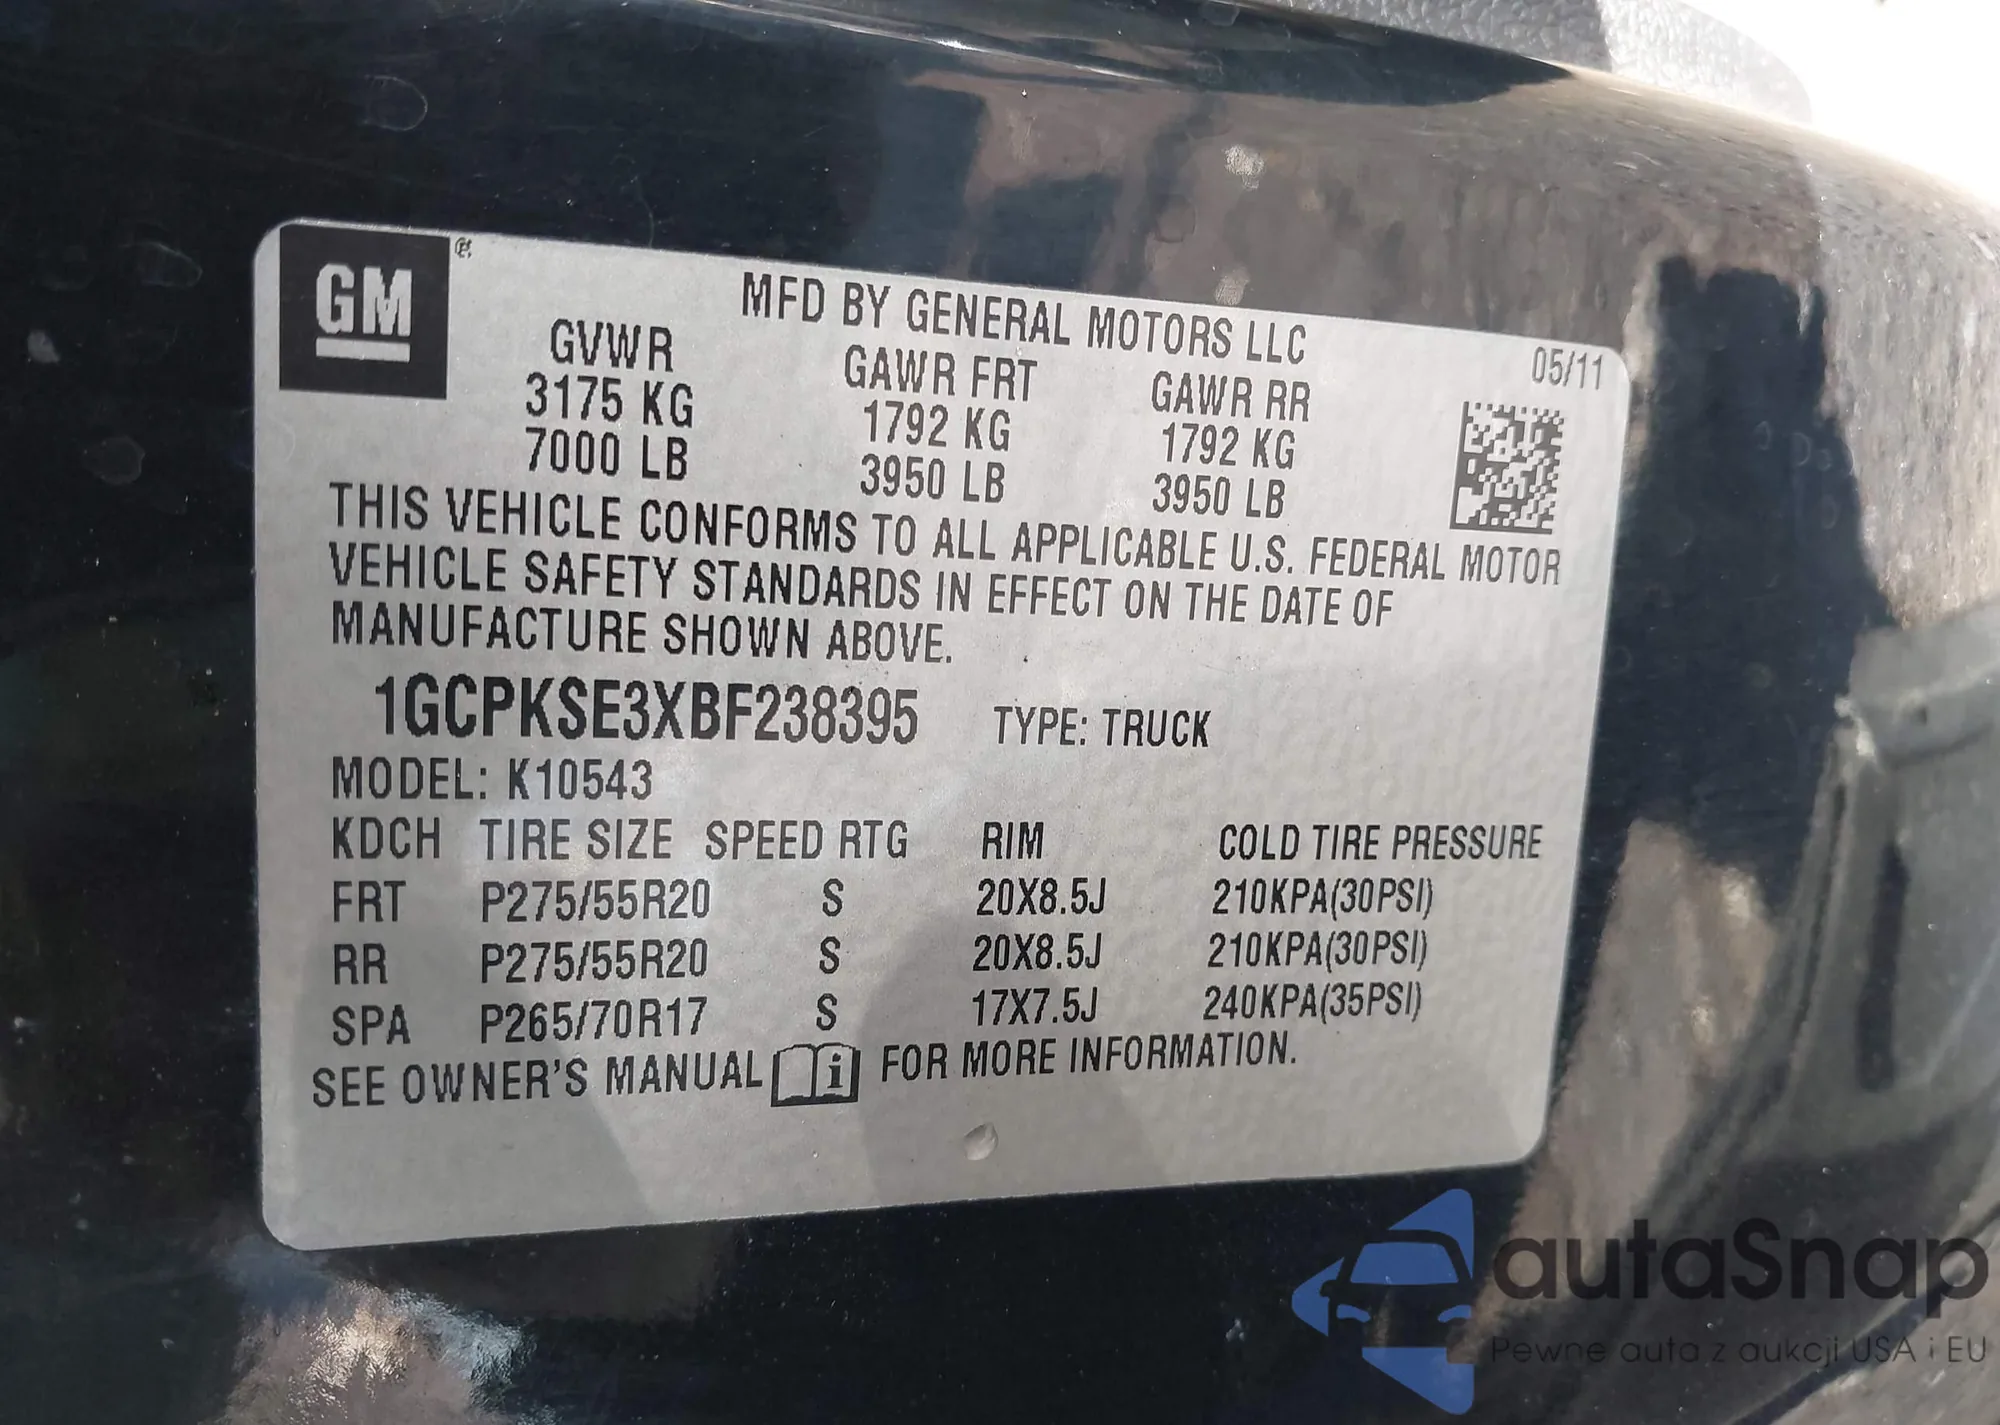 GM
MFD BY GENERAL MOTORS LLC
05/11
GVWR GAWR FRT GAWR RR
3175 KG 1792 KG 1792 KG
7000 LB 3950 LB 3950 LB
THIS VEHICLE CONFORMS TO ALL APPLICABLE U.S. FEDERAL MOTOR
VEHICLE SAFETY STANDARDS IN EFFECT ON THE DATE OF
MANUFACTURE SHOWN ABOVE.
1GCPKSE3XBF238395 TYPE: TRUCK
MODEL: K10543
KDCH TIRE SIZE SPEED RTG RIM COLD TIRE PRESSURE
FRT P275/55R20 S 20X8.5J 210KPA(30PSI)
RR P275/55R20 S 20X8.5J 210KPA(30PSI)
SPA P265/70R17 S 17X7.5J 240KPA(35PSI)
SEE OWNER'S MANUAL i FOR MORE INFORMATION.
autaSnap
Pewne auta z aukcji USA i EU